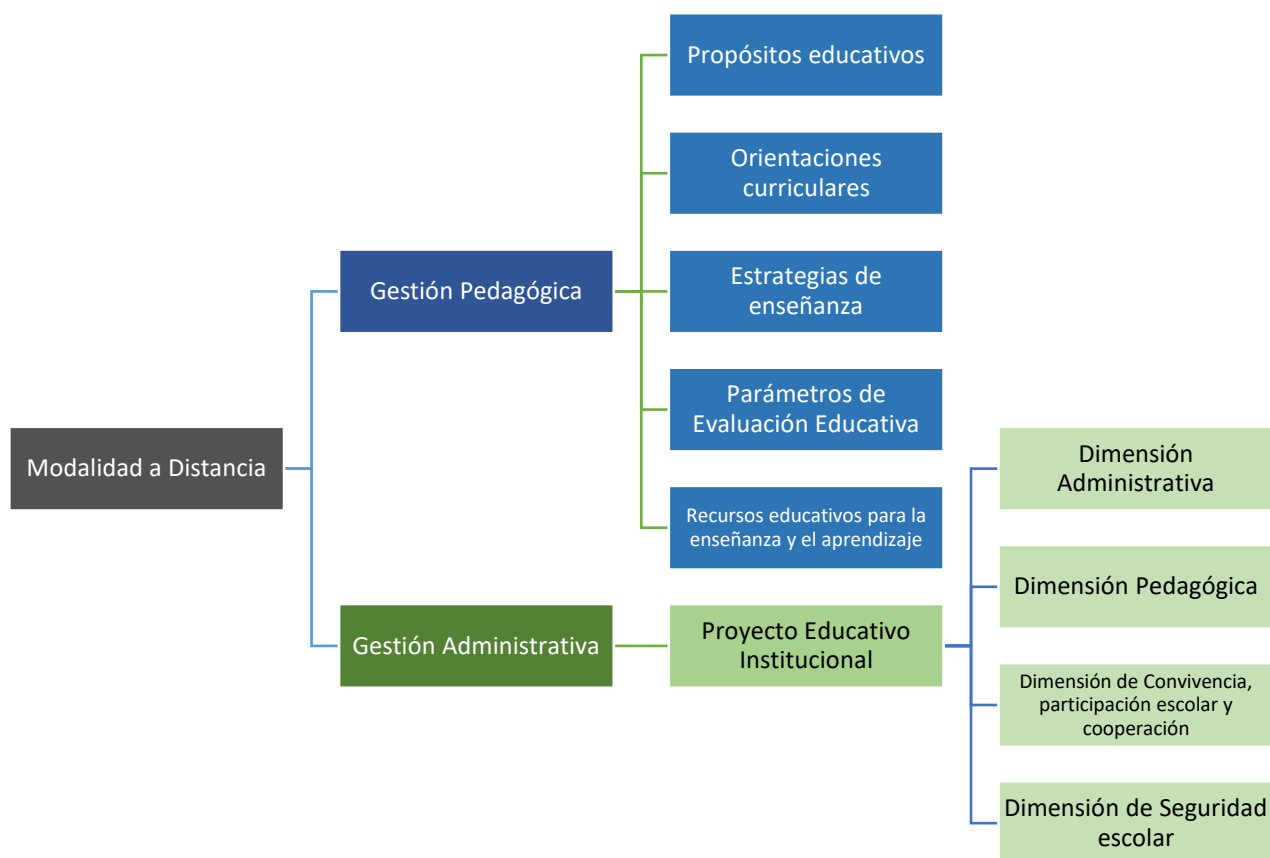 Propósitos educativos
Orientaciones
curriculares
Gestión Pedagógica
Estrategias de
enseñanza
Parámetros de
Evaluación Educativa
Modalidad a Distancia
Dimensión
Administrativa
Recursos educativos para la
enseñanza y el aprendizaje
Dimensión Pedagógica
Gestión Administrativa
Proyecto Educativo
Institucional
Dimensión de Convivencia,
participación escolar y
cooperación
Dimensión de Seguridad
escolar